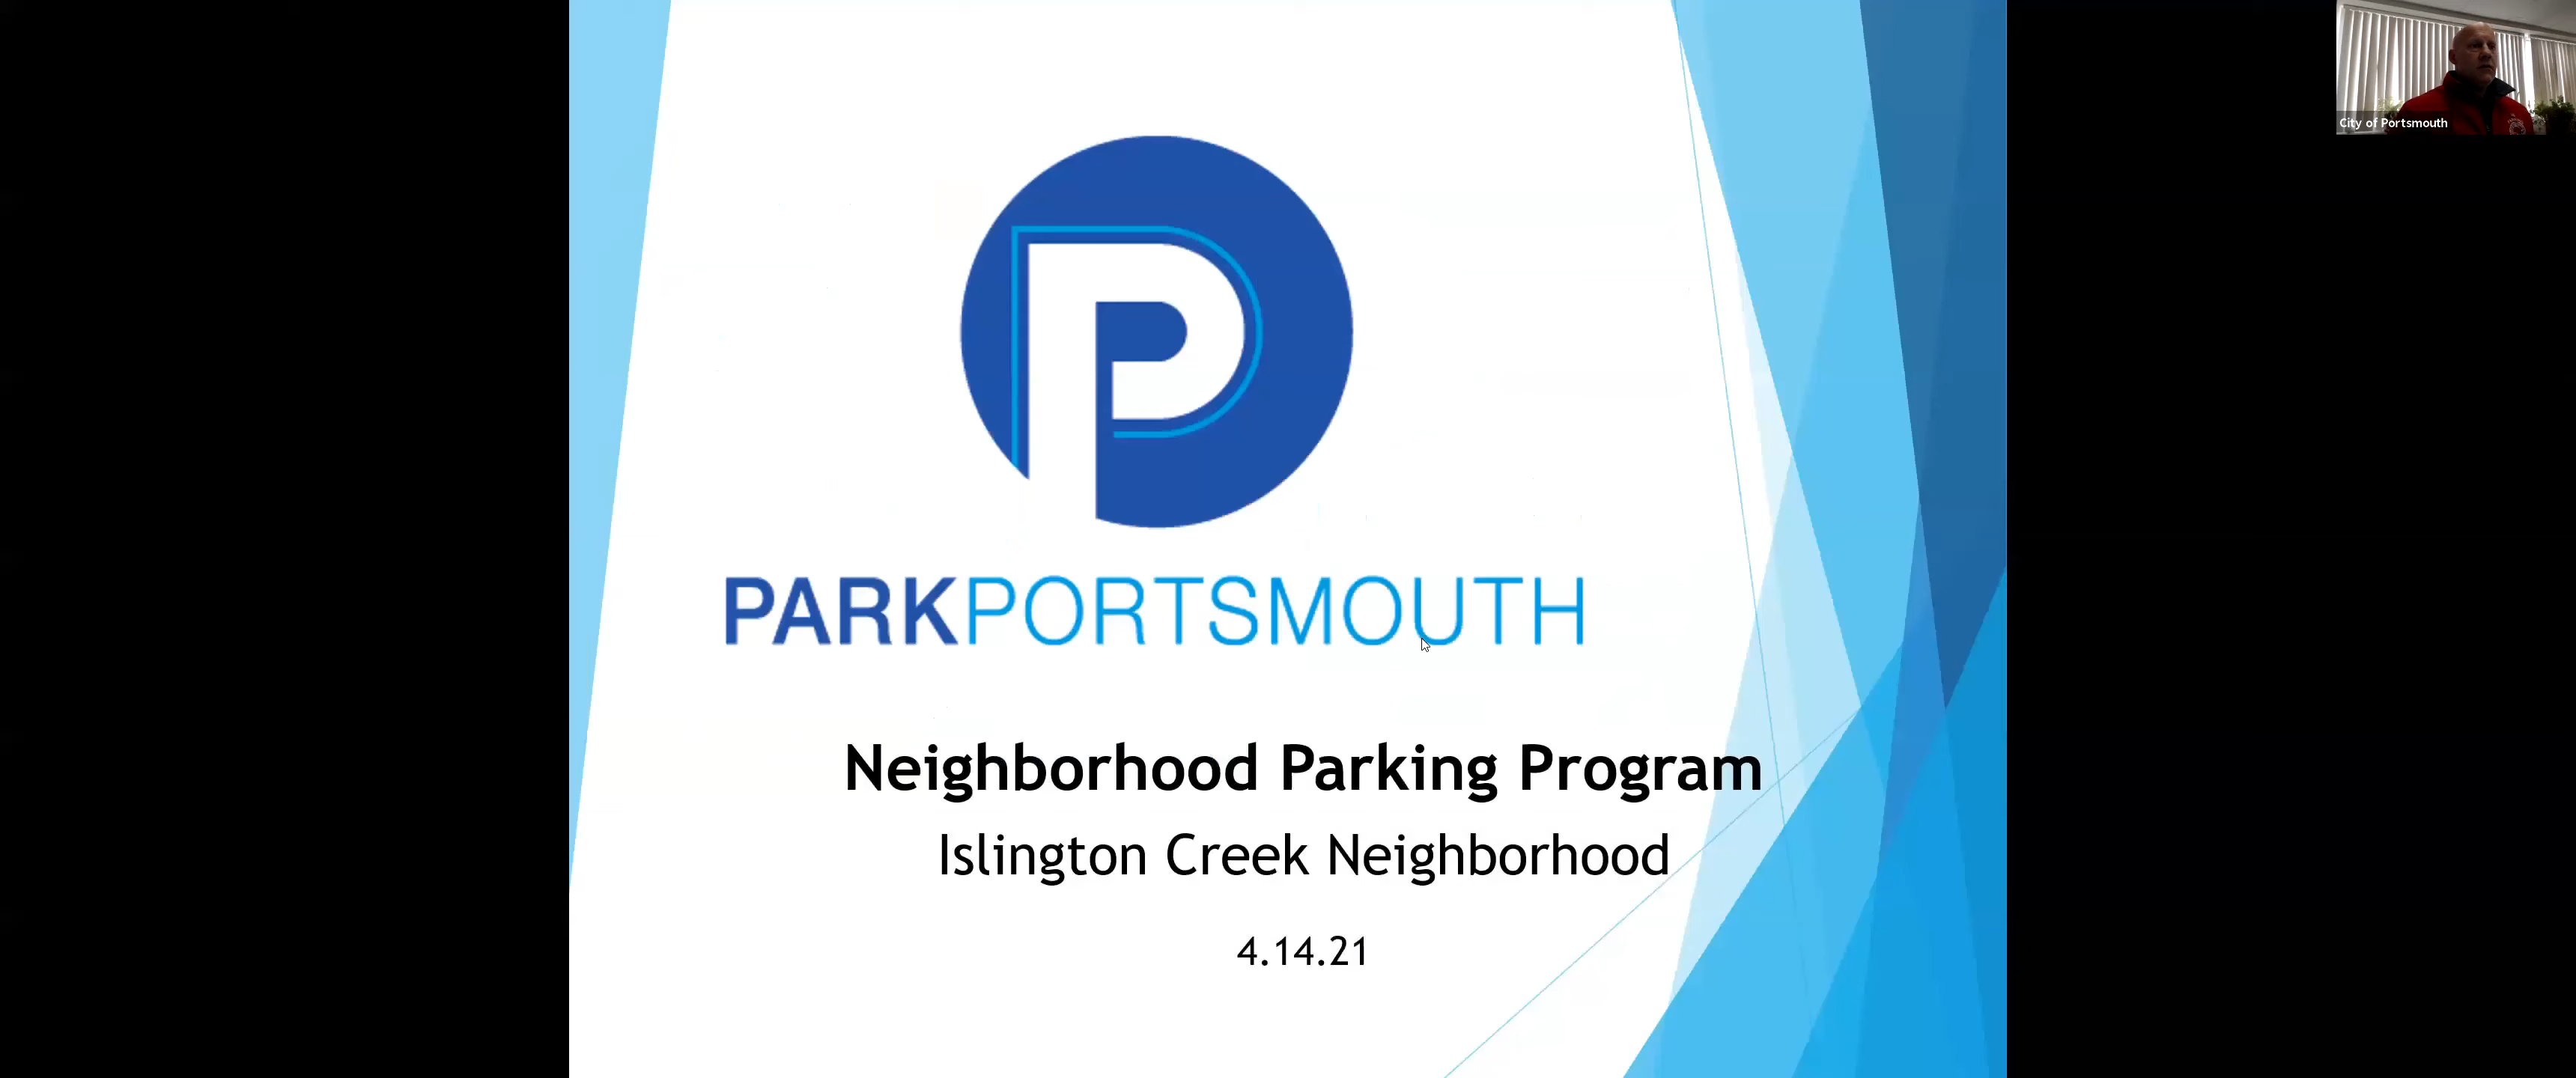 City of Portsmouth
P
PARKPORTSMOUTH
Neighborhood Parking Program
Islington Creek Neighborhood
4.14.21